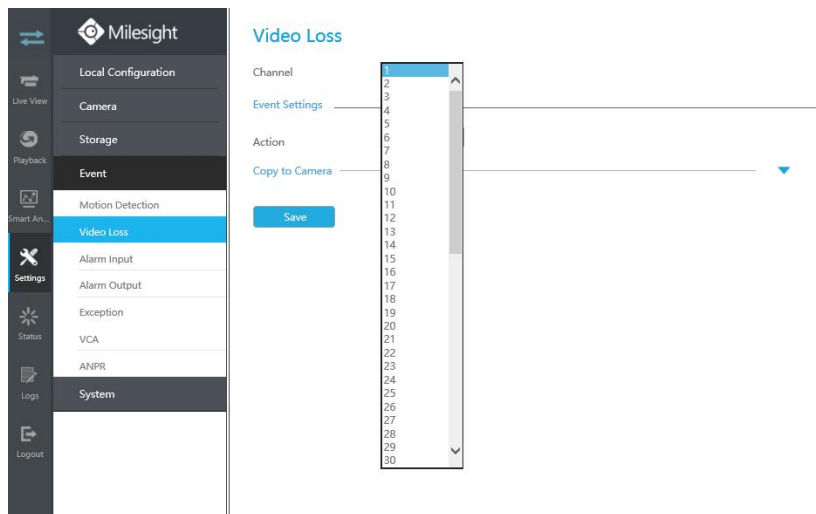 Milesight
Live View
Playback
Smart An...
Settings
Status
Logs
Logout
Local Configuration
Camera
Storage
Event
Motion Detection
Video Loss
Alarm Input
Alarm Output
Exception
VCA
ANPR
System
Video Loss
Channel
Event Settings
Action
Copy to Camera
Save
1
2
3
4
5
6
7
8
9
10
11
12
13
14
15
16
17
18
19
20
21
22
23
24
25
26
27
28
29
30